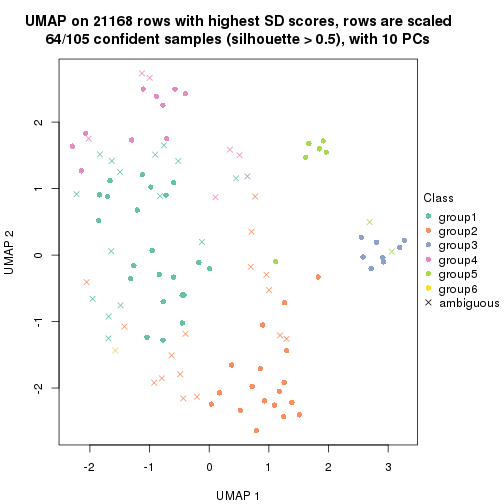 UMAP on 21168 rows with highest SD scores, rows are scaled
64/105 confident samples (silhouette > 0.5), with 10 PCs
UMAP 2
2
1
0
-1
-2
-2
-1
0
1
2
3
UMAP 1
Class
group1
group2
group3
group4
group5
group6
ambiguous